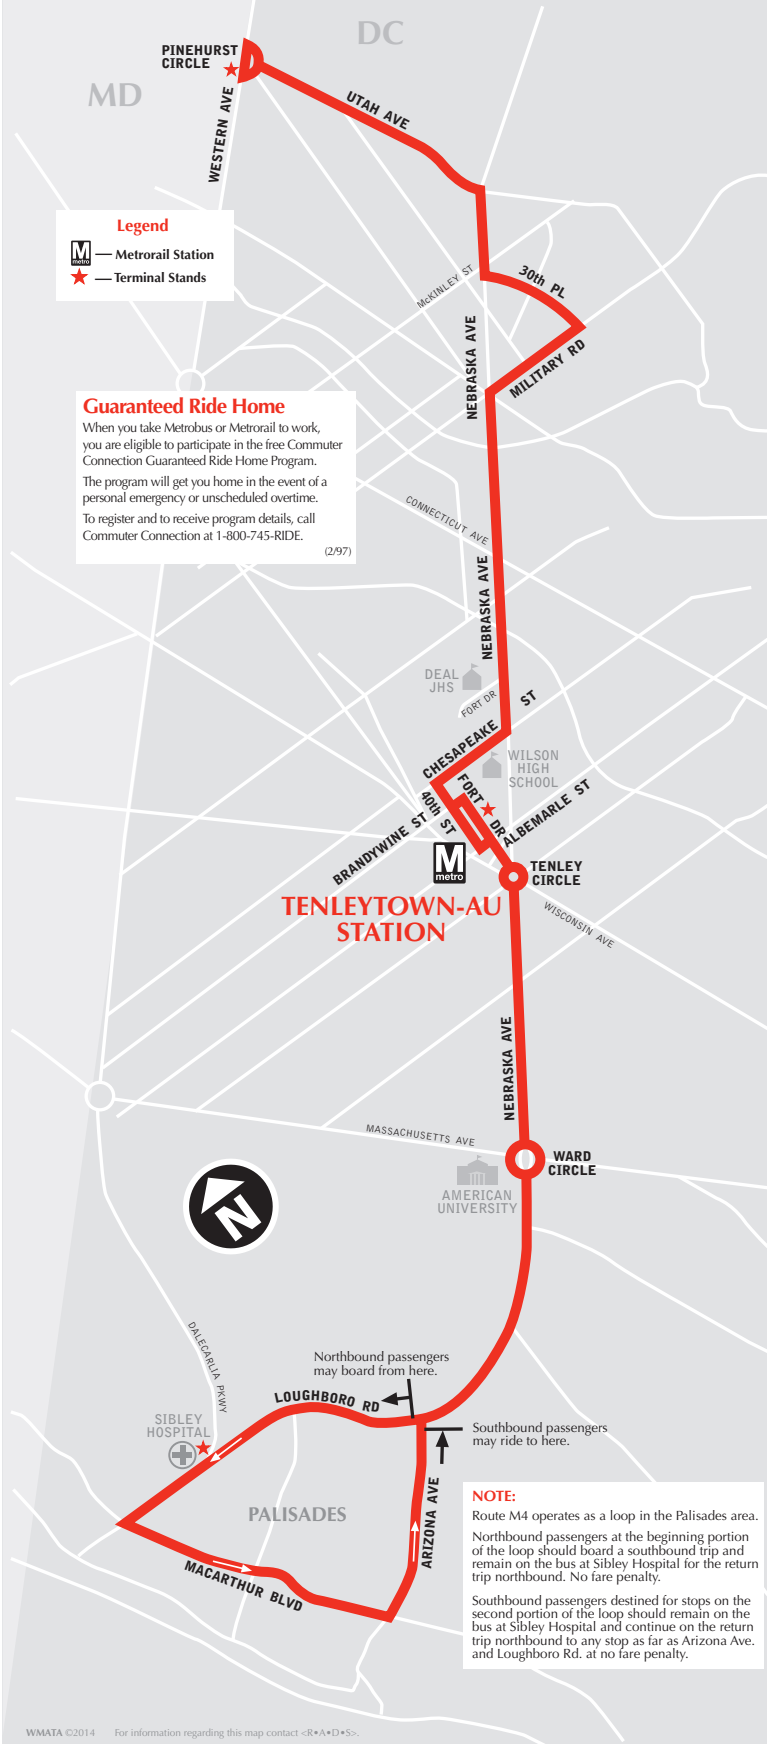 DC
MD
PINEHURST
CIRCLE
WESTERN AVE
UTAH AVE
Legend
M
metro
— Metrorail Station
— Terminal Stands
McKINLEY ST
30th PL
NEBRASKA AVE
MILITARY RD
Guaranteed Ride Home
When you take Metrobus or Metrorail to work,
you are eligible to participate in the free Commuter
Connection Guaranteed Ride Home Program.
The program will get you home in the event of a
personal emergency or unscheduled overtime.
To register and to receive program details, call
Commuter Connection at 1-800-745-RIDE.
(2/97)
CONNECTICUT AVE
NEBRASKA AVE
DEAL
JHS
FORT DR
CHESAPEAKE ST
WILSON
HIGH
SCHOOL
FORT DR
40th ST
BRANDYWINE ST
ALBEMARLE ST
M
metro
TENLEY
CIRCLE
TENLEYTOWN-AU
STATION
WISCONSIN AVE
NEBRASKA AVE
MASSACHUSETTS AVE
WARD
CIRCLE
AMERICAN
UNIVERSITY
N
DALECARLIA PKWY
Northbound passengers
may board from here.
LOUGHBORO RD
SIBLEY
HOSPITAL
Southbound passengers
may ride to here.
PALISADES
ARIZONA AVE
MACARTHUR BLVD
NOTE:
Route M4 operates as a loop in the Palisades area.
Northbound passengers at the beginning portion
of the loop should board a southbound trip and
remain on the bus at Sibley Hospital for the return
trip northbound. No fare penalty.
Southbound passengers destined for stops on the
second portion of the loop should remain on the
bus at Sibley Hospital and continue on the return
trip northbound to any stop as far as Arizona Ave.
and Loughboro Rd. at no fare penalty.
WMATA ©2014 For information regarding this map contact <R•A•D•S>.